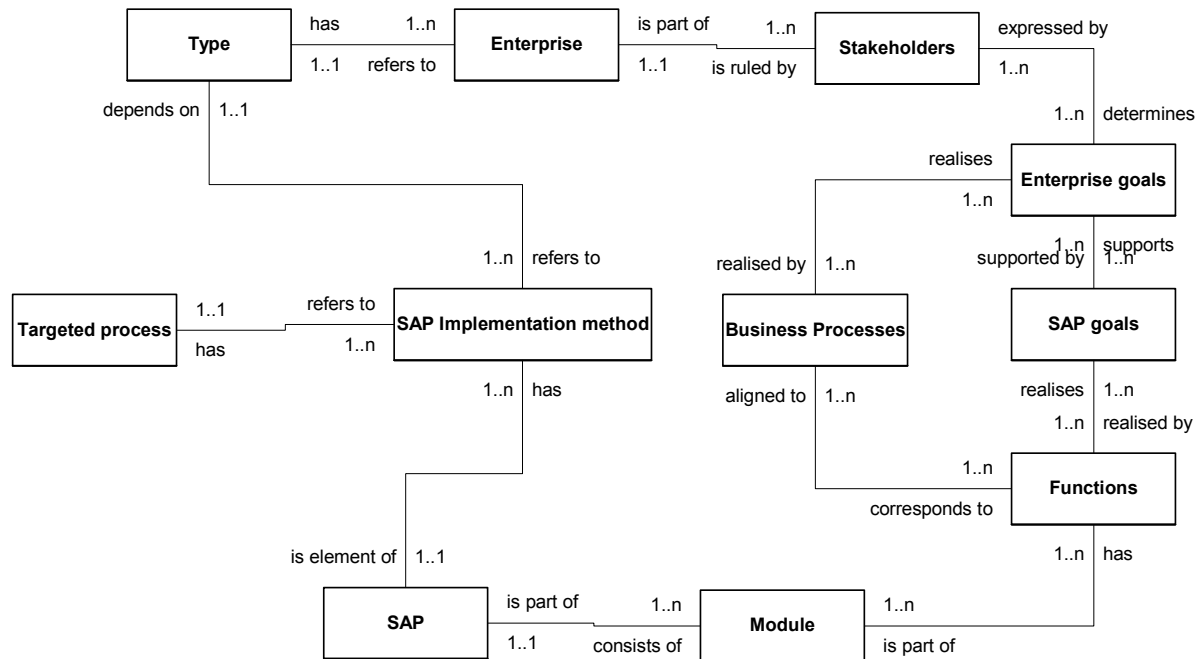 has
1..n
is part of
1..n
expressed by
Type
Enterprise
Stakeholders
1..1
refers to
1..1
is ruled by
1..n
depends on
1..1
1..n
determines
realises
Enterprise goals
1..n
1..n
supports
supported by
1..n
1..n
refers to
realised by
1..n
1..1
refers to
Targeted process
SAP Implementation method
Business Processes
SAP goals
has
1..n
1..n
has
aligned to
1..n
realises
1..n
1..n
realised by
1..n
Functions
corresponds to
is element of
1..1
1..n
has
is part of
1..n
1..n
SAP
Module
1..1
consists of
is part of